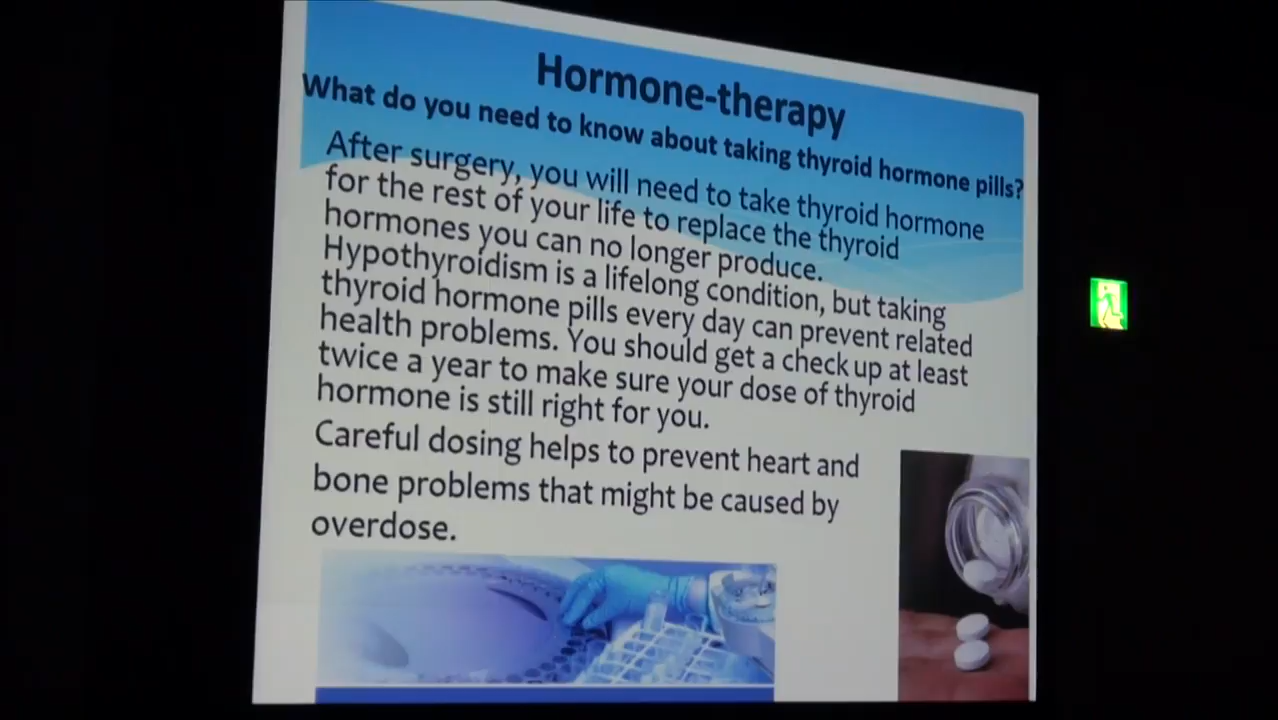 Hormone-therapy
What do you need to know about taking thyroid hormone pills?
After surgery, you will need to take thyroid hormone
for the rest of your life to replace the thyroid
hormones you can no longer produce.
Hypothyroidism is a lifelong condition, but taking
thyroid hormone pills every day can prevent related
health problems. You should get a check up at least
twice a year to make sure your dose of thyroid
hormone is still right for you.
Careful dosing helps to prevent heart and
bone problems that might be caused by
overdose.